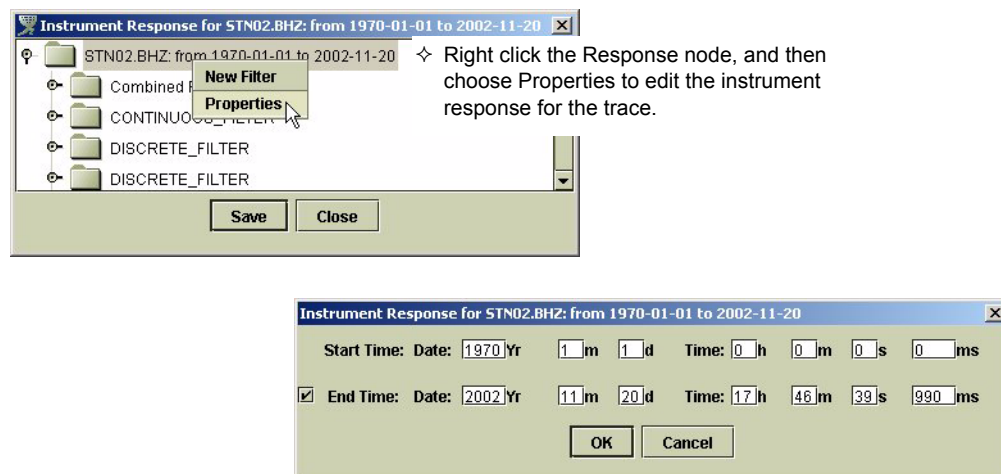 Instrument Response for STN02.BHZ: from 1970-01-01 to 2002-11-20
STN02.BHZ: from 1970-01-01 to 2002-11-20
New Filter
Combined
Properties
DISCRETE_FILTER
DISCRETE_FILTER
Save Close
✧ Right click the Response node, and then
choose Properties to edit the instrument
response for the trace.
Instrument Response for STN02.BHZ: from 1970-01-01 to 2002-11-20
Start Time: Date: 1970 Yr 1 m 1 d Time: 0 h 0 m 0 s 0 ms
End Time: Date: 2002 Yr 11 m 20 d Time: 17 h 46 m 39 s 990 ms
OK Cancel